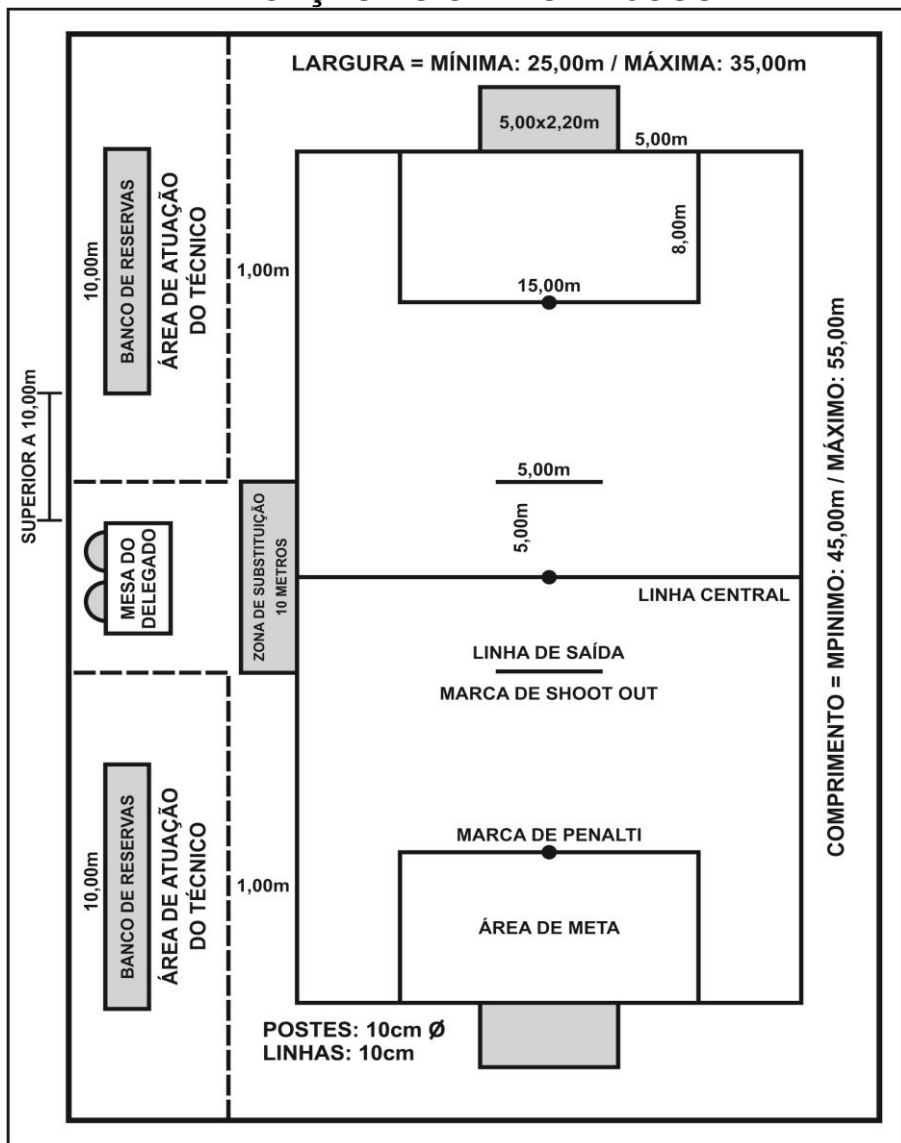 LARGURA = MÍNIMA: 25,00m / MÁXIMA: 35,00m
5,00x2,20m
5,00m
8,00m
15,00m
1,00m
10,00m
BANCO DE RESERVAS
ÁREA DE ATUAÇÃO
DO TÉCNICO
SUPERIOR A 10,00m
5,00m
5,00m
MESA DO
DELEGADO
ZONA DE SUBSTITUIÇÃO
10 METROS
LINHA CENTRAL
LINHA DE SAÍDA
MARCA DE SHOOT OUT
COMPRIMENTO = MPINIMO: 45,00m / MÁXIMO: 55,00m
10,00m
BANCO DE RESERVAS
ÁREA DE ATUAÇÃO
DO TÉCNICO
1,00m
MARCA DE PENALTI
ÁREA DE META
POSTES: 10cm Ø
LINHAS: 10cm